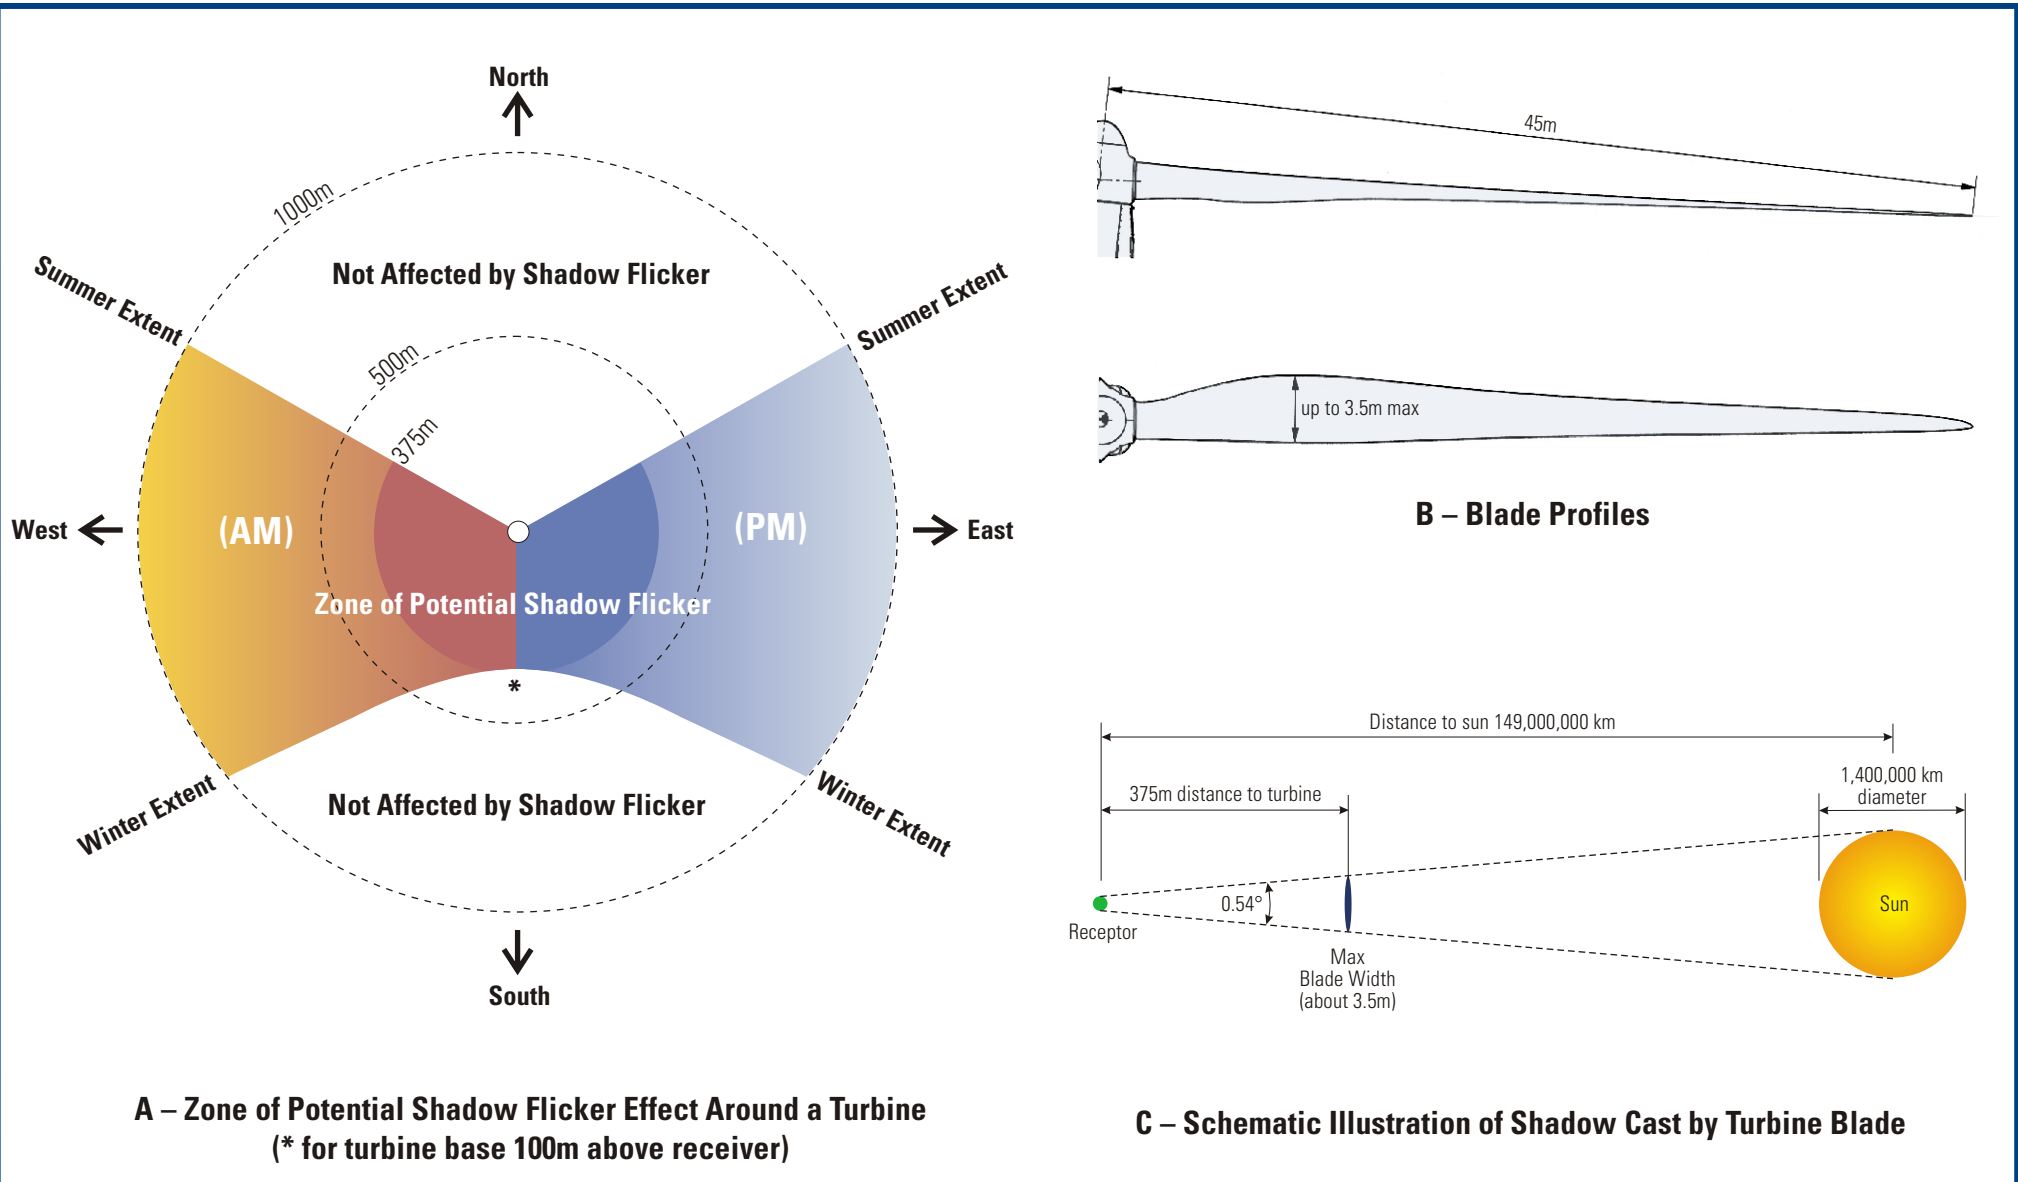 North
1000m
Summer Extent
Not Affected by Shadow Flicker
Summer Extent
500m
375m
West
(AM)
(PM)
East
Zone of Potential Shadow Flicker
*
Winter Extent
Not Affected by Shadow Flicker
Winter Extent
South
A – Zone of Potential Shadow Flicker Effect Around a Turbine
(* for turbine base 100m above receiver)
45m
up to 3.5m max
B – Blade Profiles
Distance to sun 149,000,000 km
1,400,000 km
diameter
375m distance to turbine
0.54°
Sun
Receptor
Max
Blade Width
(about 3.5m)
C – Schematic Illustration of Shadow Cast by Turbine Blade